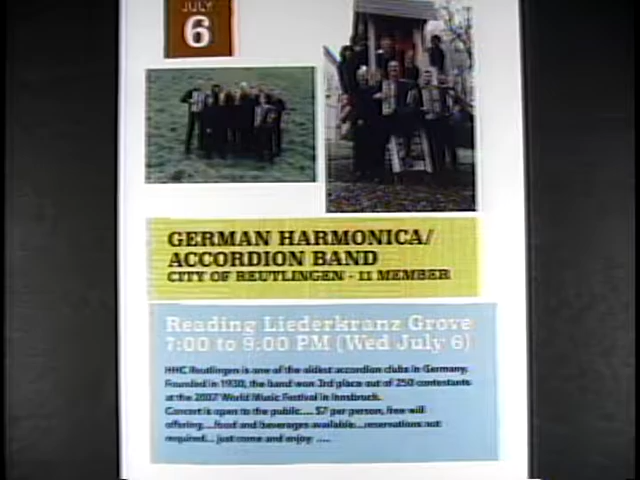 JULY
6
GERMAN HARMONICA/
ACCORDION BAND
CITY OF REUTLINGEN - 11 MEMBER
Reading Liederkranz Grove
7:00 to 9:00 PM (Wed July 6)
HHC Reutlingen is one of the oldest accordion clubs in Germany.
Founded in 1930, the band won 3rd place out of 250 contestants
at the 2007 World Music Festival in Innsbruck.
Concert is open to the public.... $7 per person, free will
offering....food and beverages available....reservations not
required... just come and enjoy ....